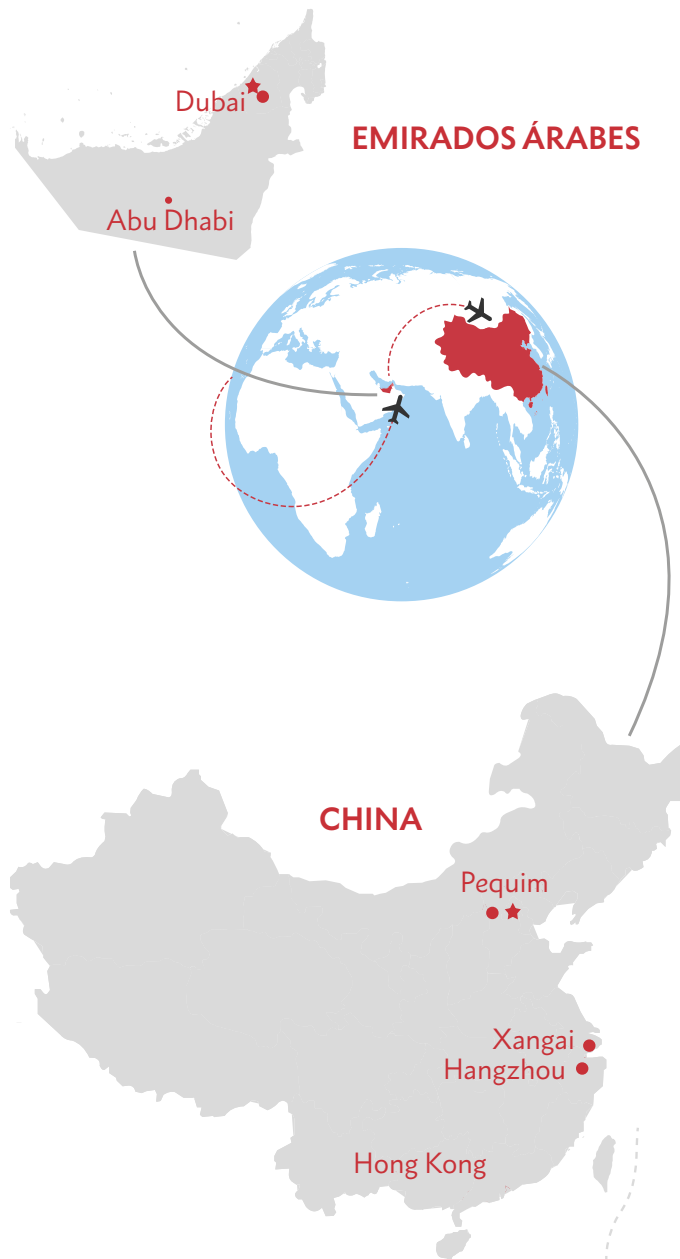 Dubai
EMIRADOS ÁRABES
Abu Dhabi
CHINA
Pequim
Xangai
Hangzhou
Hong Kong